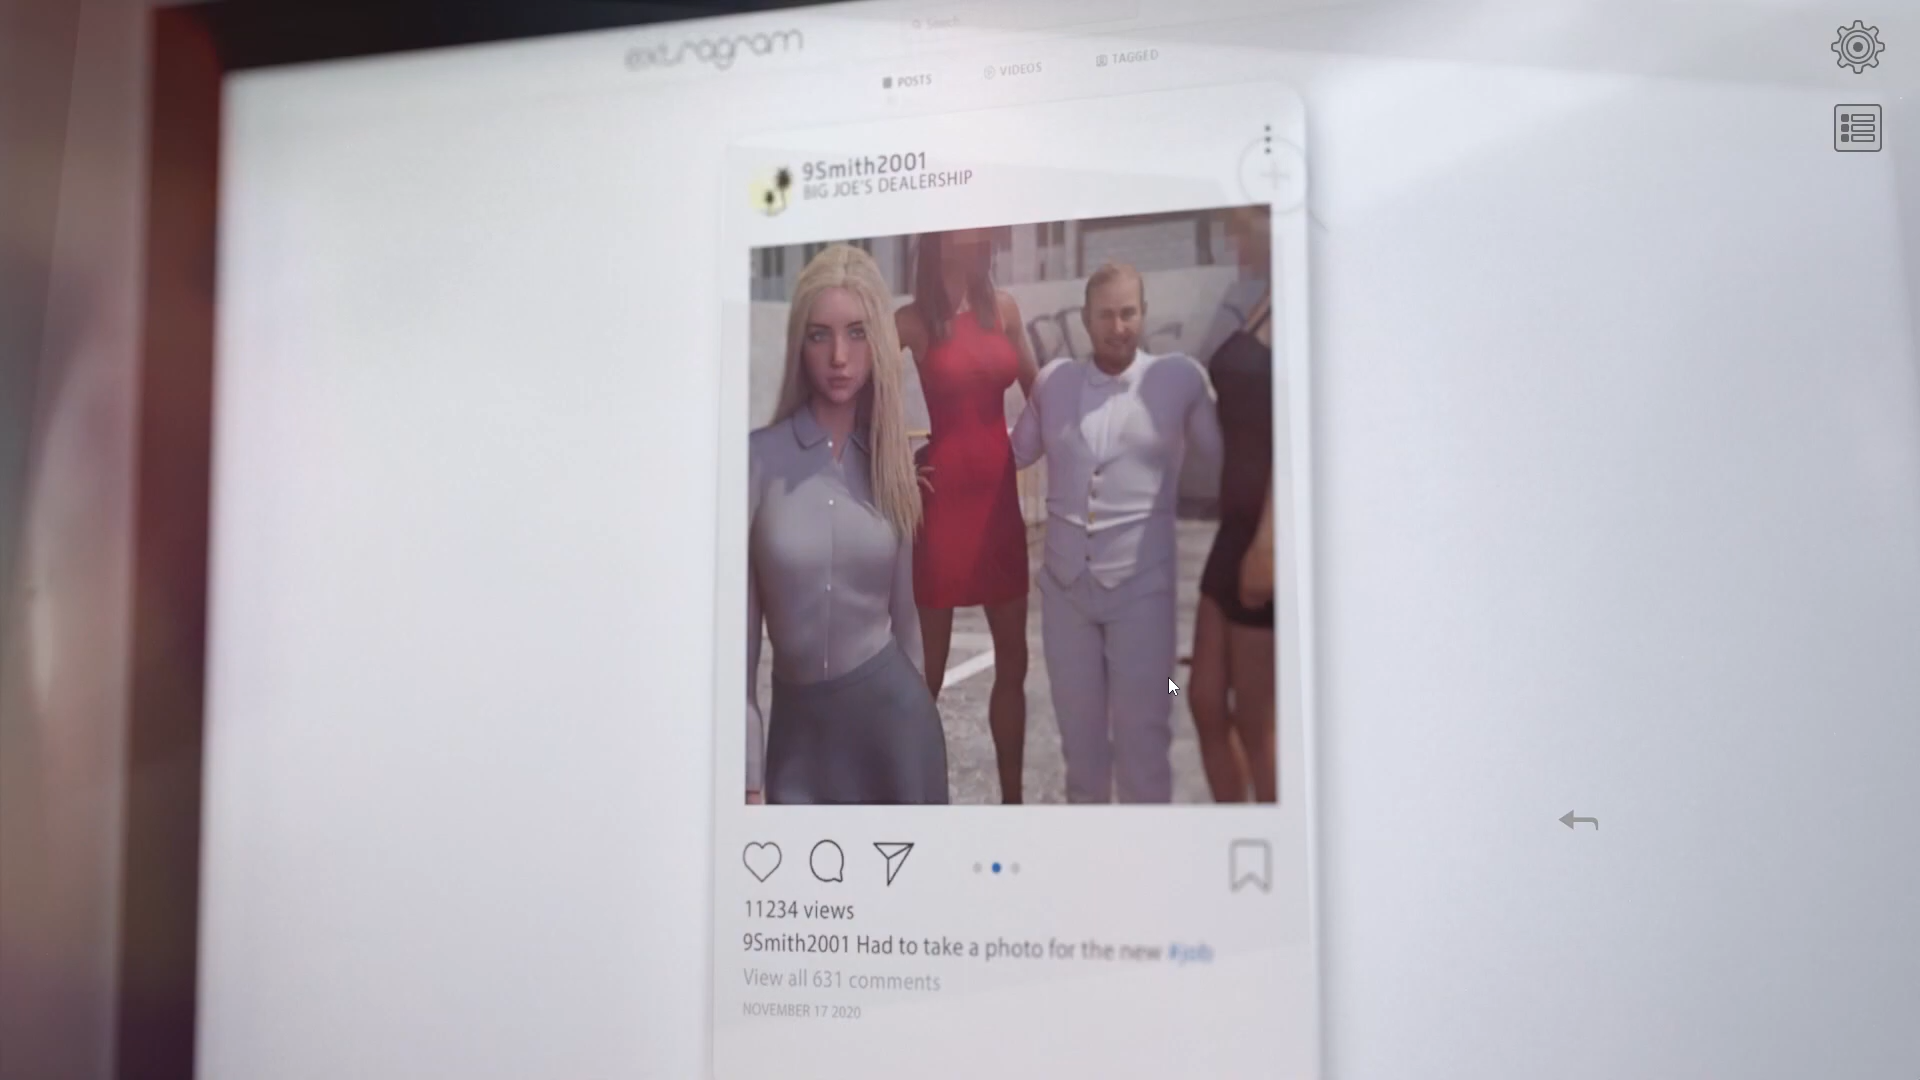 extragram
Search
POSTS
VIDEOS
TAGGED
9Smith2001
BIG JOE'S DEALERSHIP
11234 views
9Smith2001 Had to take a photo for the new #job
View all 631 comments
NOVEMBER 17 2020